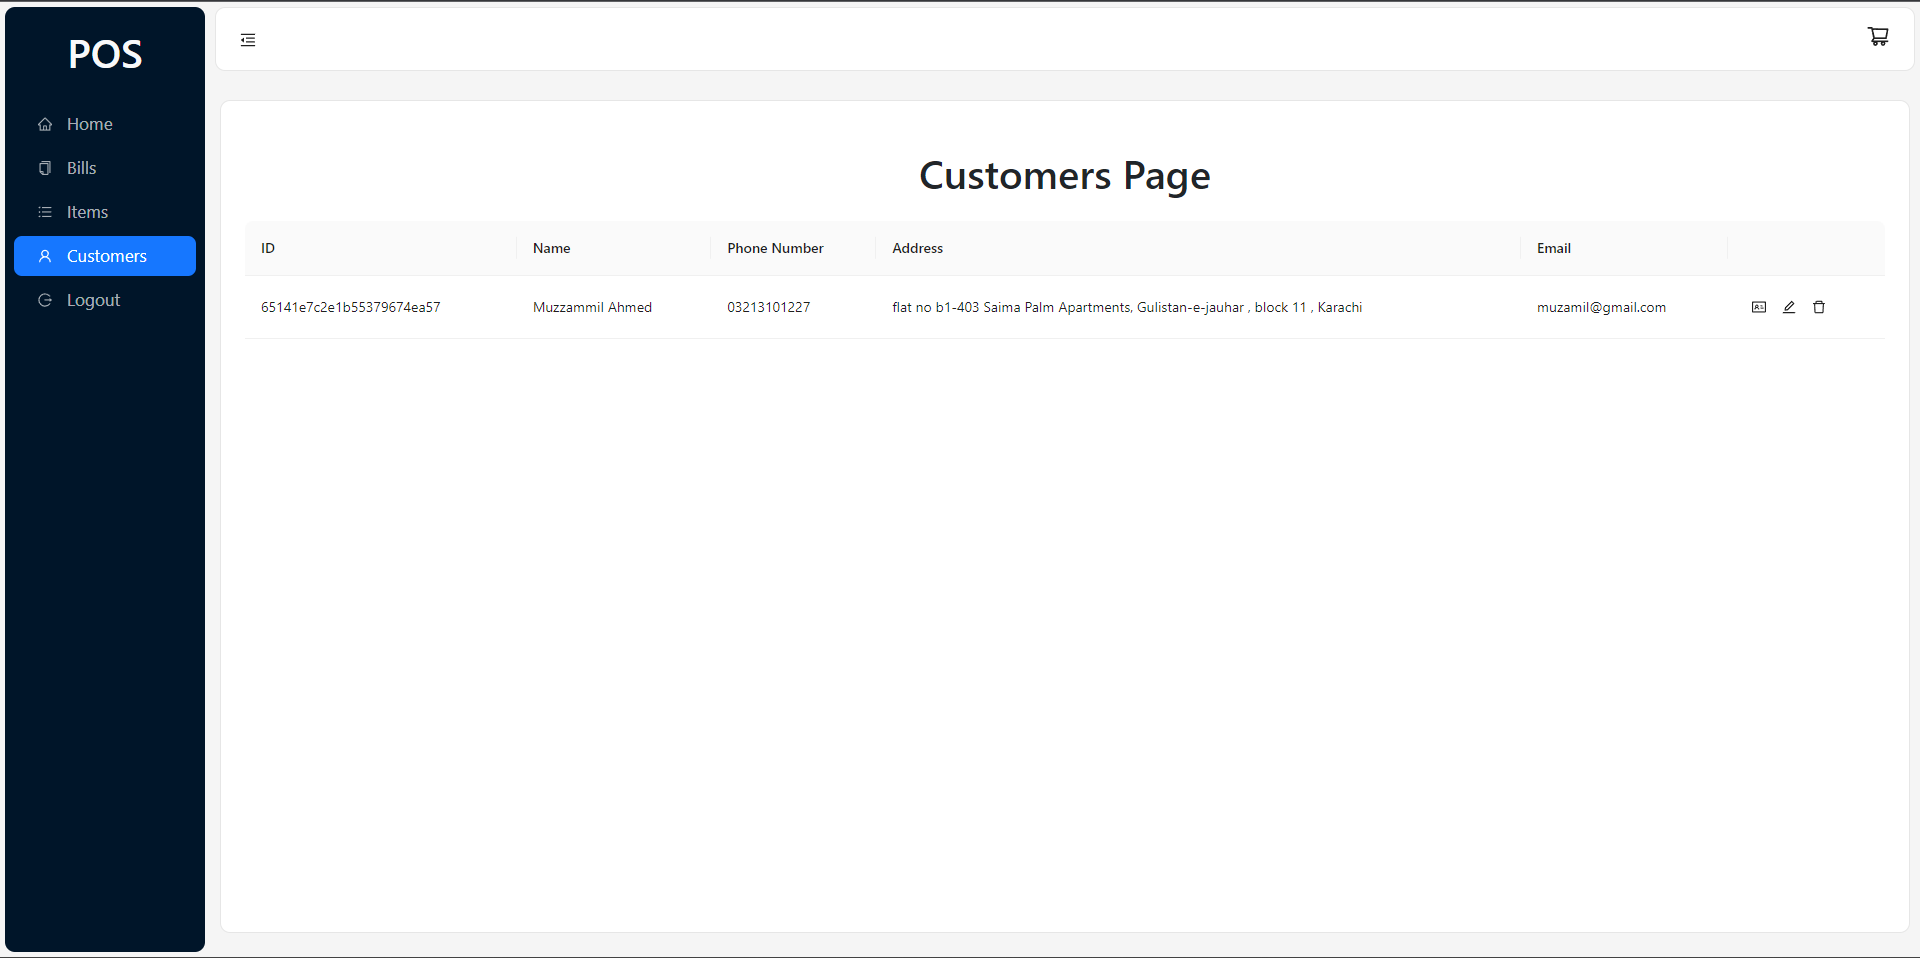 POS
Home
Bills
Items
Customers
Logout
Customers Page
ID Name Phone Number Address Email
65141e7c2e1b55379674ea57 Muzzammil Ahmed 03213101227 flat no b1-403 Saima Palm Apartments, Gulistan-e-jauhar , block 11 , Karachi muzamil@gmail.com